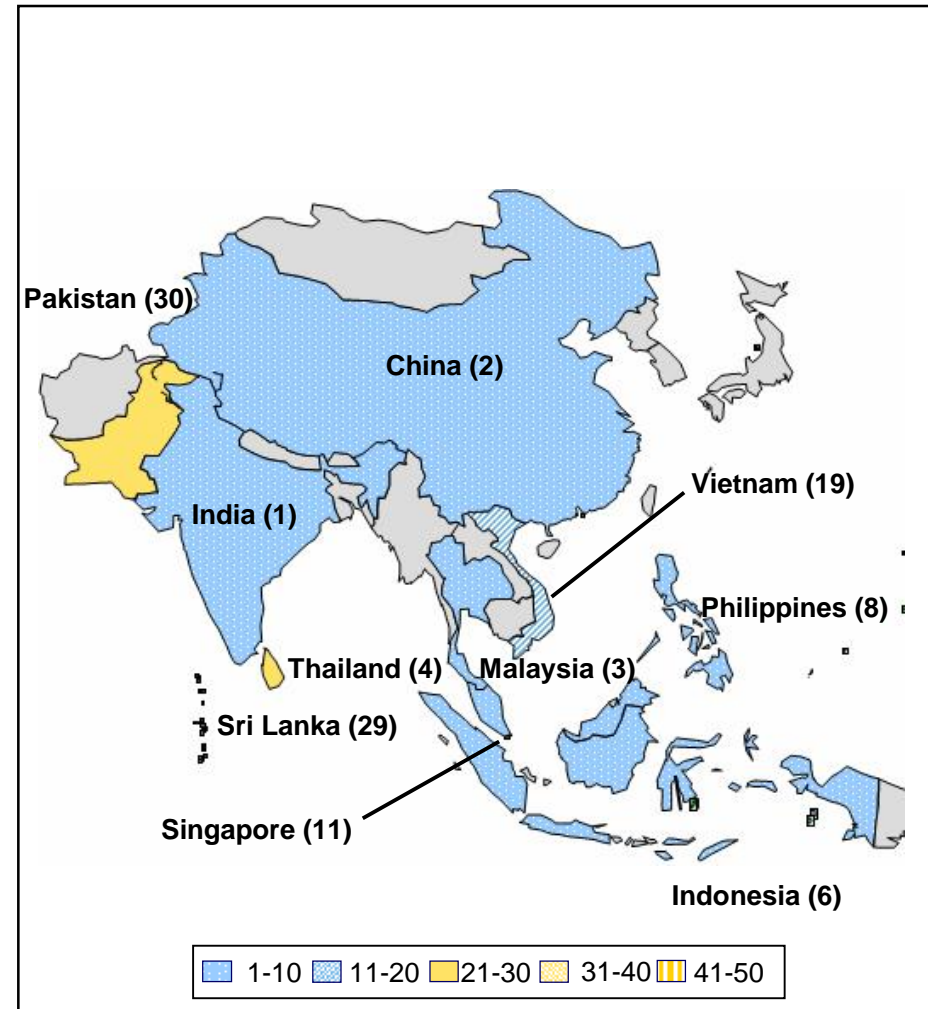 Pakistan (30)
China (2)
Vietnam (19)
India (1)
Philippines (8)
Thailand (4)
Malaysia (3)
Sri Lanka (29)
Singapore (11)
Indonesia (6)
1-10 11-20 21-30 31-40 41-50